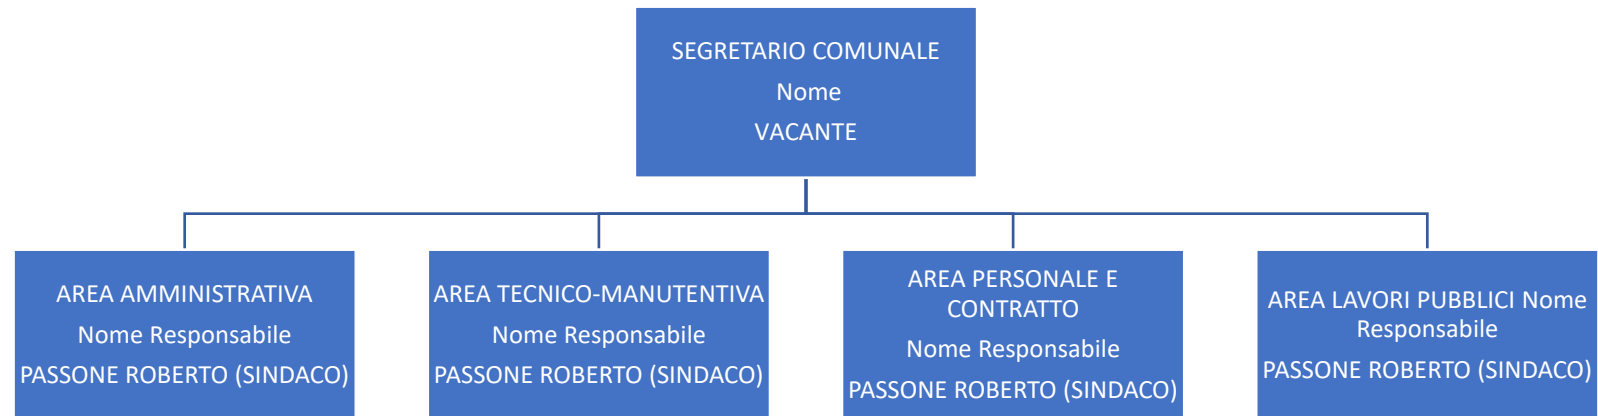 SEGRETARIO COMUNALE
Nome
VACANTE
AREA AMMINISTRATIVA
Nome Responsabile
PASSONE ROBERTO (SINDACO)
AREA TECNICO-MANUTENTIVA
Nome Responsabile
PASSONE ROBERTO (SINDACO)
AREA PERSONALE E
CONTRATTO
Nome Responsabile
PASSONE ROBERTO (SINDACO)
AREA LAVORI PUBBLICI Nome
Responsabile
PASSONE ROBERTO (SINDACO)